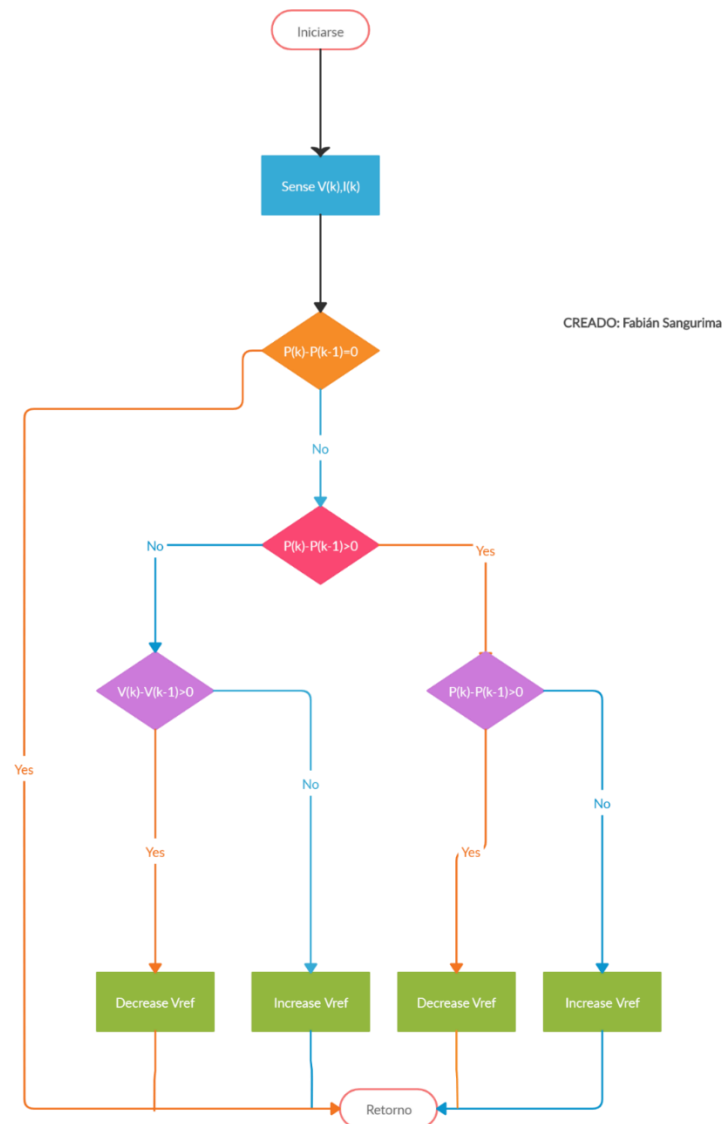 Iniciarse
Sense V(k),I(k)
CREADO: Fabián Sangurima
P(k)-P(k-1)=0
No
P(k)-P(k-1)>0
No
Yes
V(k)-V(k-1)>0
P(k)-P(k-1)>0
Yes
No
No
Yes
Yes
Decrease Vref
Increase Vref
Decrease Vref
Increase Vref
Retorno